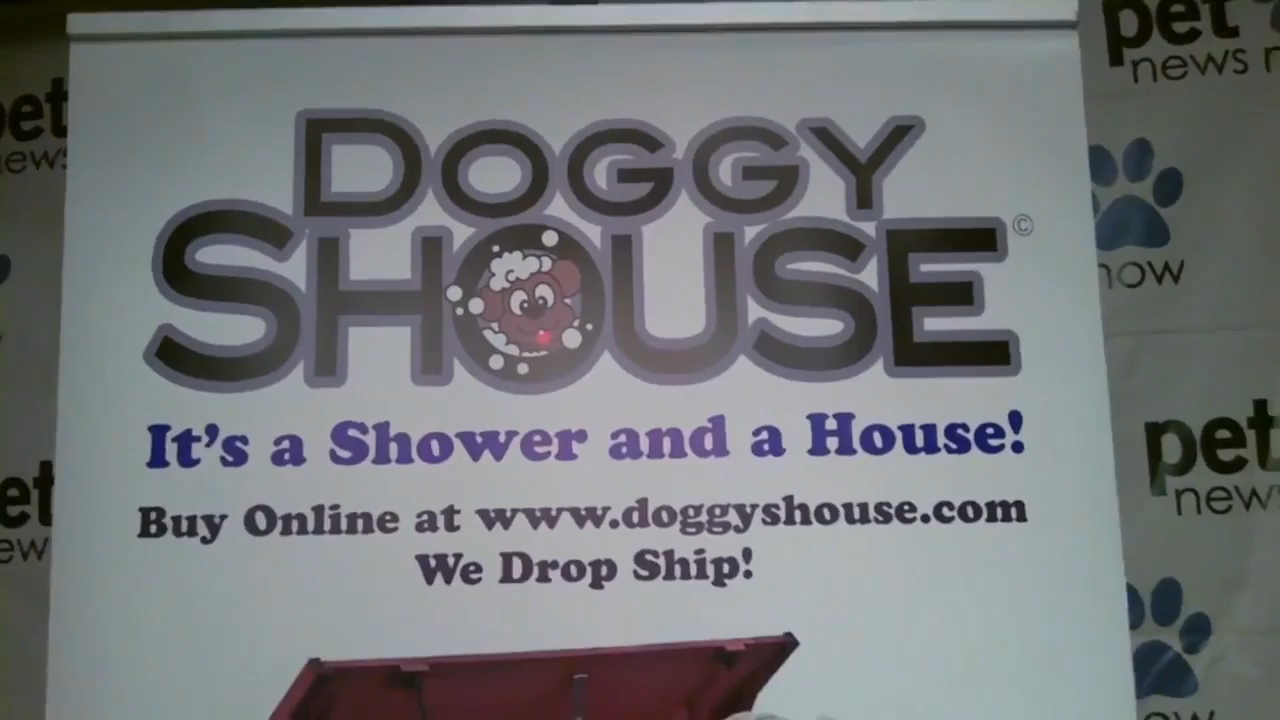 DOGGY
SHOUSE ©
It's a Shower and a House!
Buy Online at www.doggyshouse.com
We Drop Ship!
pet
news
pet
news
now